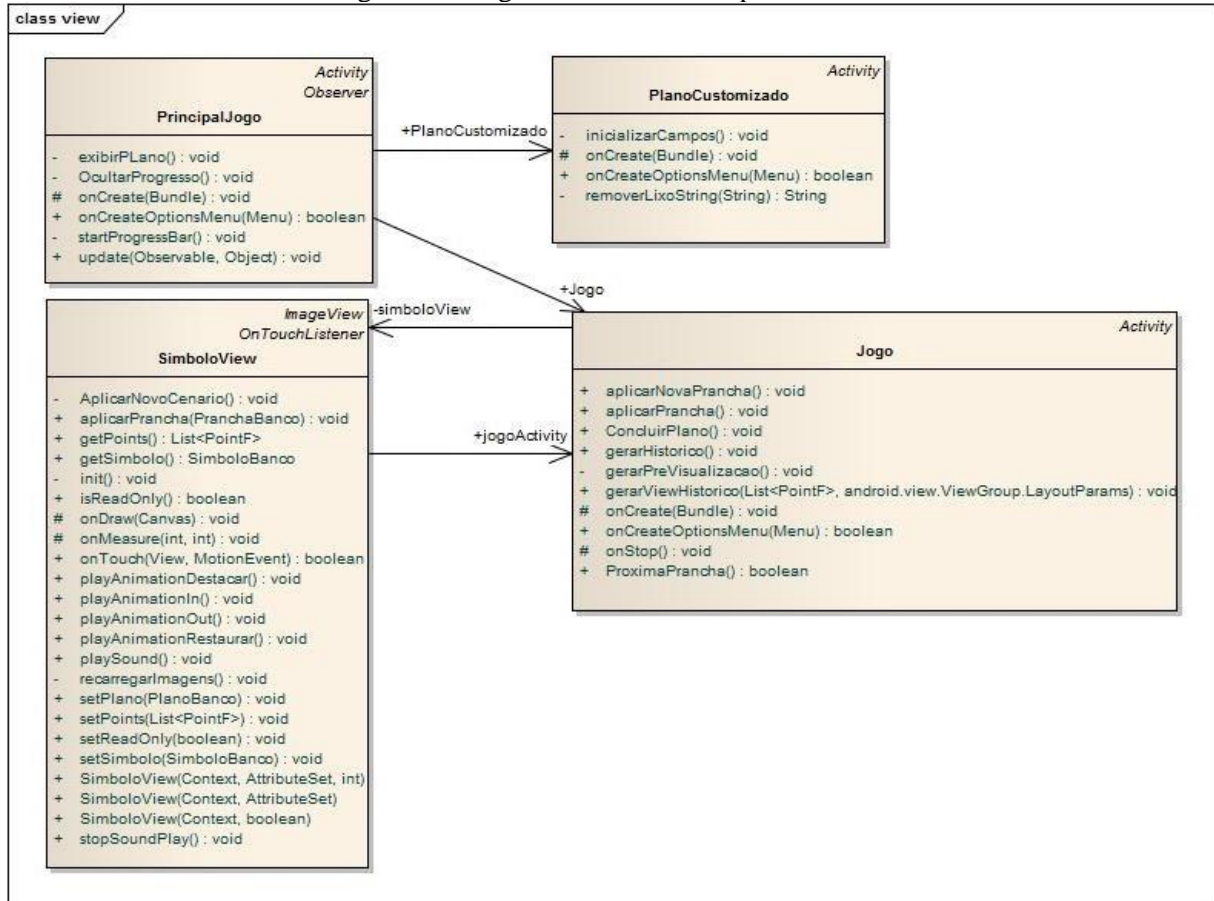 class view
Activity
Observer
PrincipalJogo
- exibirPLano() : void
- OcultarProgresso() : void
# onCreate(Bundle) : void
+ onCreateOptionsMenu(Menu) : boolean
- startProgressBar() : void
+ update(Observable, Object) : void
+PlanoCustomizado
Activity
PlanoCustomizado
- inicializarCampos() : void
# onCreate(Bundle) : void
+ onCreateOptionsMenu(Menu) : boolean
- removerLixoString(String) : String
+Jogo
-simboloView
ImageView
OnTouchListener
SimboloView
- AplicarNovoCenario() : void
+ aplicarPrancha(PranchaBanco) : void
+ getPoints() : List<PointF>
+ getSimbolo() : SimboloBanco
- init() : void
+ isReadOnly() : boolean
# onDraw(Canvas) : void
# onMeasure(int, int) : void
+ onTouch(View, MotionEvent) : boolean
+ playAnimationDestacar() : void
+ playAnimationIn() : void
+ playAnimationOut() : void
+ playAnimationRestaurar() : void
+ playSound() : void
- recarregarImagens() : void
+ setPlano(PlanoBanco) : void
+ setPoints(List<PointF>) : void
+ setReadOnly(boolean) : void
+ setSimbolo(SimboloBanco) : void
+ SimboloView(Context, AttributeSet, int)
+ SimboloView(Context, AttributeSet)
+ SimboloView(Context, boolean)
+ stopSoundPlay() : void
+jogoActivity
Activity
Jogo
+ aplicarNovaPrancha() : void
+ aplicarPrancha() : void
+ ConcluirPlano() : void
+ gerarHistorico() : void
- gerarPreVisualizacao() : void
+ gerarViewHistorico(List<PointF>, android.view.ViewGroup.LayoutParams) : void
# onCreate(Bundle) : void
+ onCreateOptionsMenu(Menu) : boolean
# onStop() : void
+ ProximaPrancha() : boolean